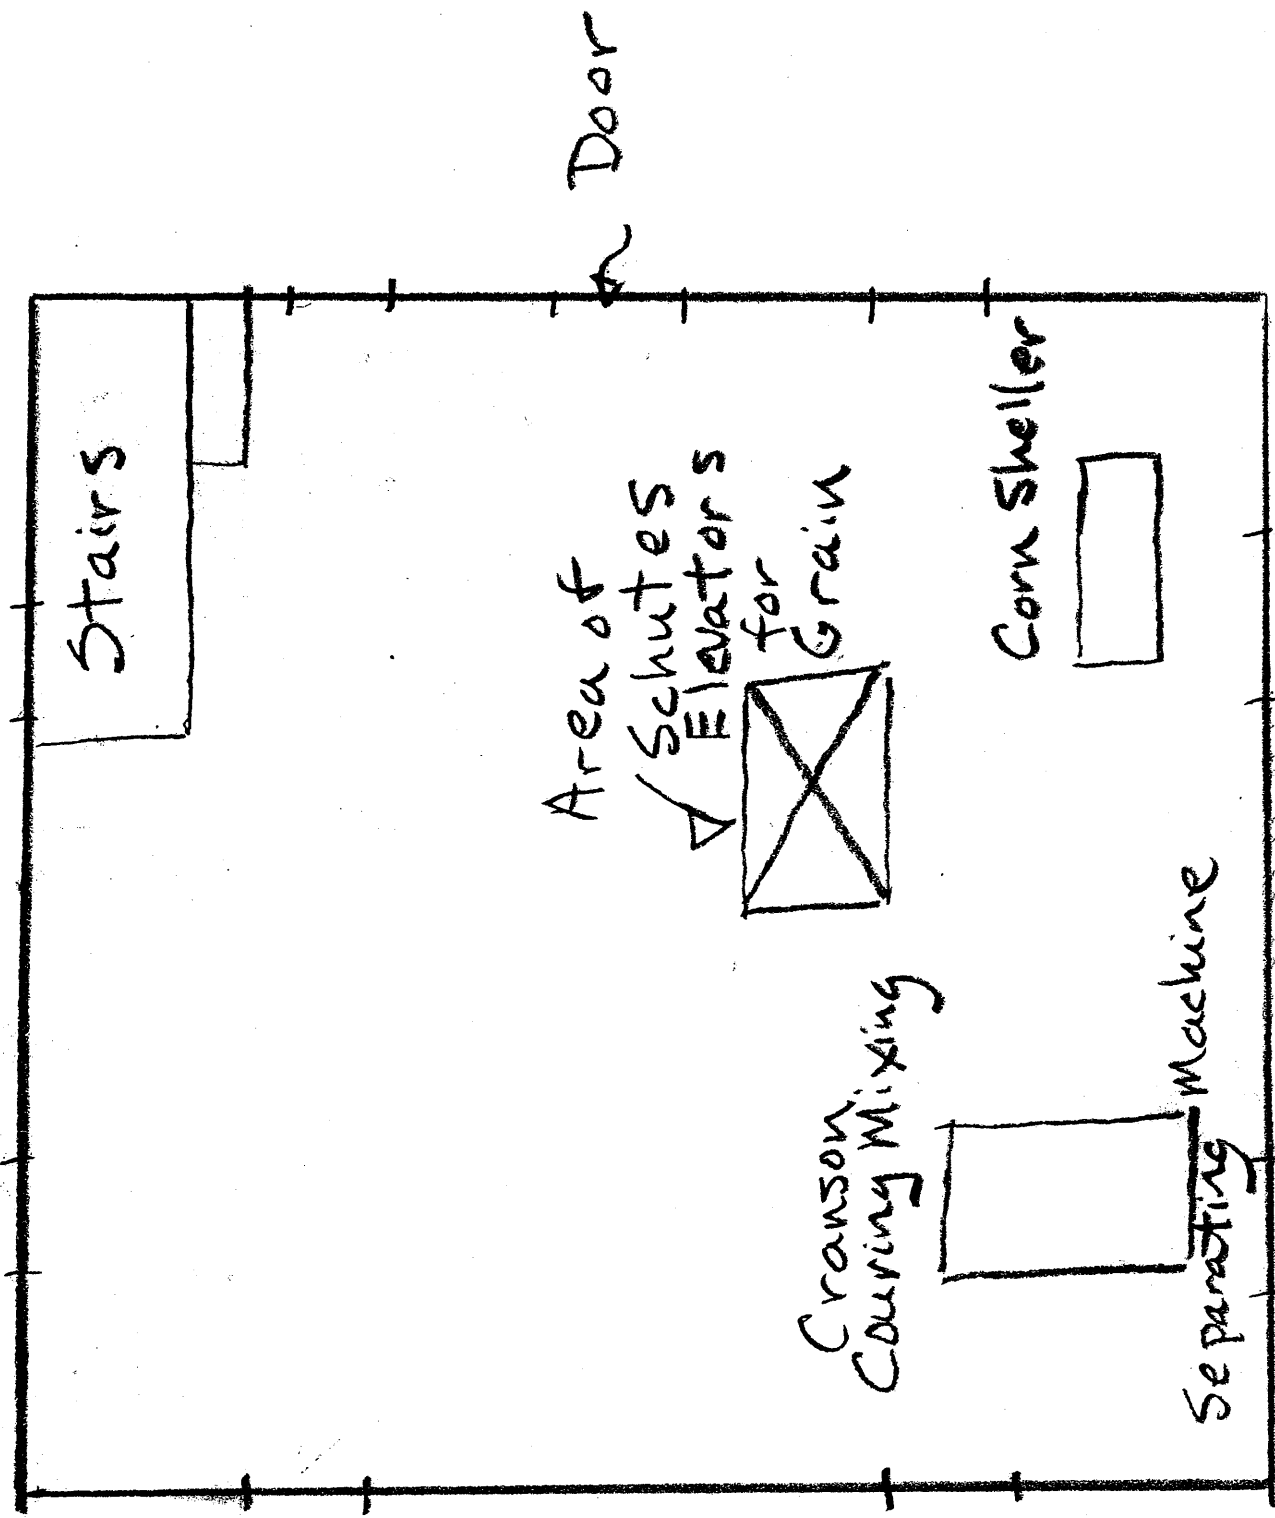 Stairs
Door
Area of
Schutes
Elevators
for
Grain
Corn Sheller
Cranson
Couring Mixing
Separating Machine